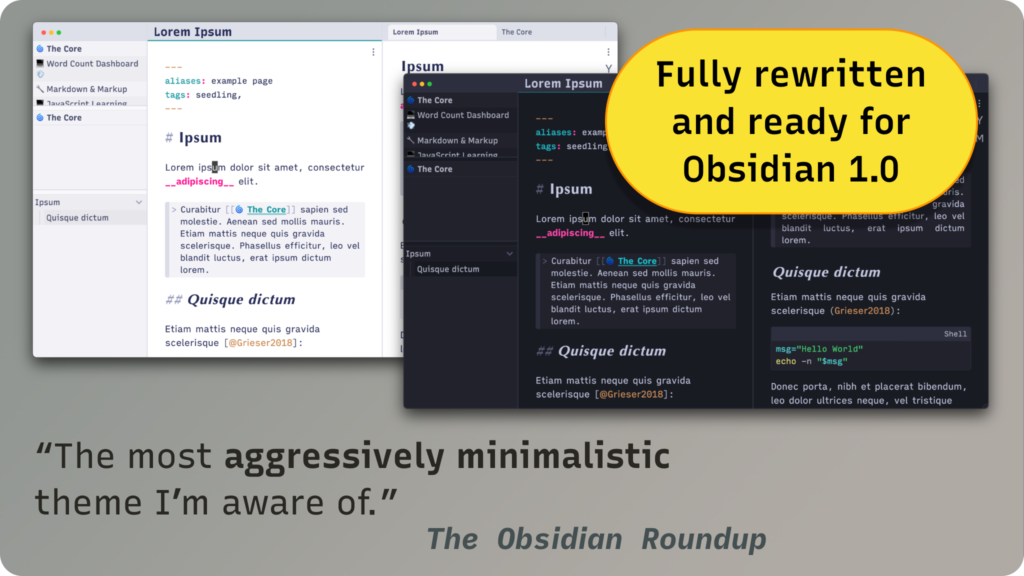 Lorem Ipsum
Lorem Ipsum
The Core
The Core
Word Count Dashboard
Markdown & Markup
JavaScript Learning
The Core
Ipsum
Quisque dictum
---
aliases: example page
tags: seedling,
---
# Ipsum
Lorem ipsum dolor sit amet, consectetur
__adipiscing__ elit.
> Curabitur [[The Core]] sapien sed
molestie. Aenean sed mollis mauris.
Etiam mattis neque quis gravida
scelerisque. Phasellus efficitur, leo vel
blandit luctus, erat ipsum dictum
lorem.
## Quisque dictum
Etiam mattis neque quis gravida
scelerisque [@Grieser2018]:
Ipsum
Lorem Ipsum
The Core
Word Count Dashboard
Markdown & Markup
JavaScript Learning
The Core
Ipsum
Quisque dictum
---
aliases: examp
tags: seedling
---
# Ipsum
Lorem ipsum dolor sit amet, consectetur
__adipiscing__ elit.
> Curabitur [[The Core]] sapien sed
molestie. Aenean sed mollis mauris.
Etiam mattis neque quis gravida
scelerisque. Phasellus efficitur, leo vel
blandit luctus, erat ipsum dictum
lorem.
## Quisque dictum
Etiam mattis neque quis gravida
scelerisque [@Grieser2018]:
gravida
scelerisque. Phasellus efficitur, leo vel
blandit luctus, erat ipsum dictum
lorem.
Quisque dictum
Etiam mattis neque quis gravida
scelerisque (Grieser2018):
Shell
msg="Hello World"
echo -n "$msg"
Donec porta, nibh et placerat bibendum,
leo dolor ultrices neque, vel tristique
Fully rewritten
and ready for
Obsidian 1.0
“The most aggressively minimalistic
theme I’m aware of.”
The Obsidian Roundup